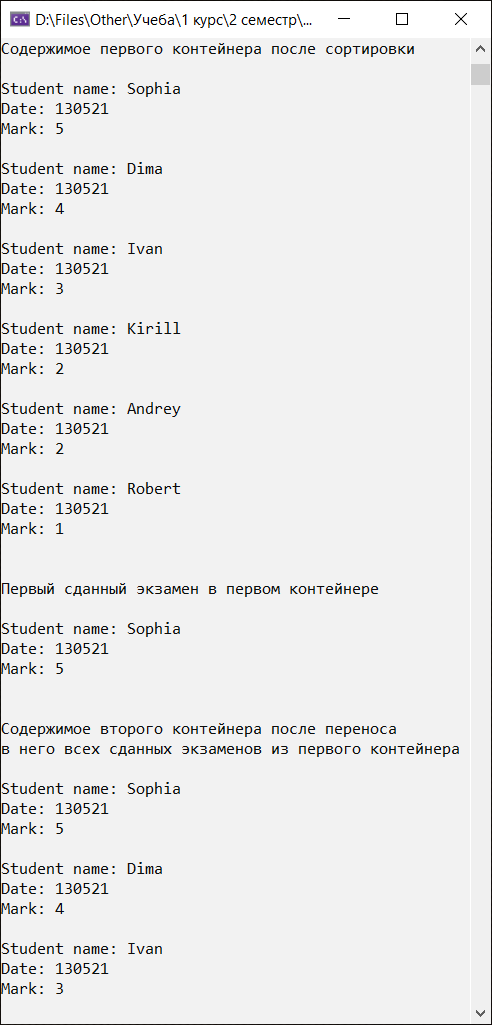 D:\Files\Other\Учеба\1 курс\2 семестр\...
Содержимое первого контейнера после сортировки
Student name: Sophia
Date: 130521
Mark: 5
Student name: Dima
Date: 130521
Mark: 4
Student name: Ivan
Date: 130521
Mark: 3
Student name: Kirill
Date: 130521
Mark: 2
Student name: Andrey
Date: 130521
Mark: 2
Student name: Robert
Date: 130521
Mark: 1
Первый сданный экзамен в первом контейнере
Student name: Sophia
Date: 130521
Mark: 5
Содержимое второго контейнера после переноса
в него всех сданных экзаменов из первого контейнера
Student name: Sophia
Date: 130521
Mark: 5
Student name: Dima
Date: 130521
Mark: 4
Student name: Ivan
Date: 130521
Mark: 3